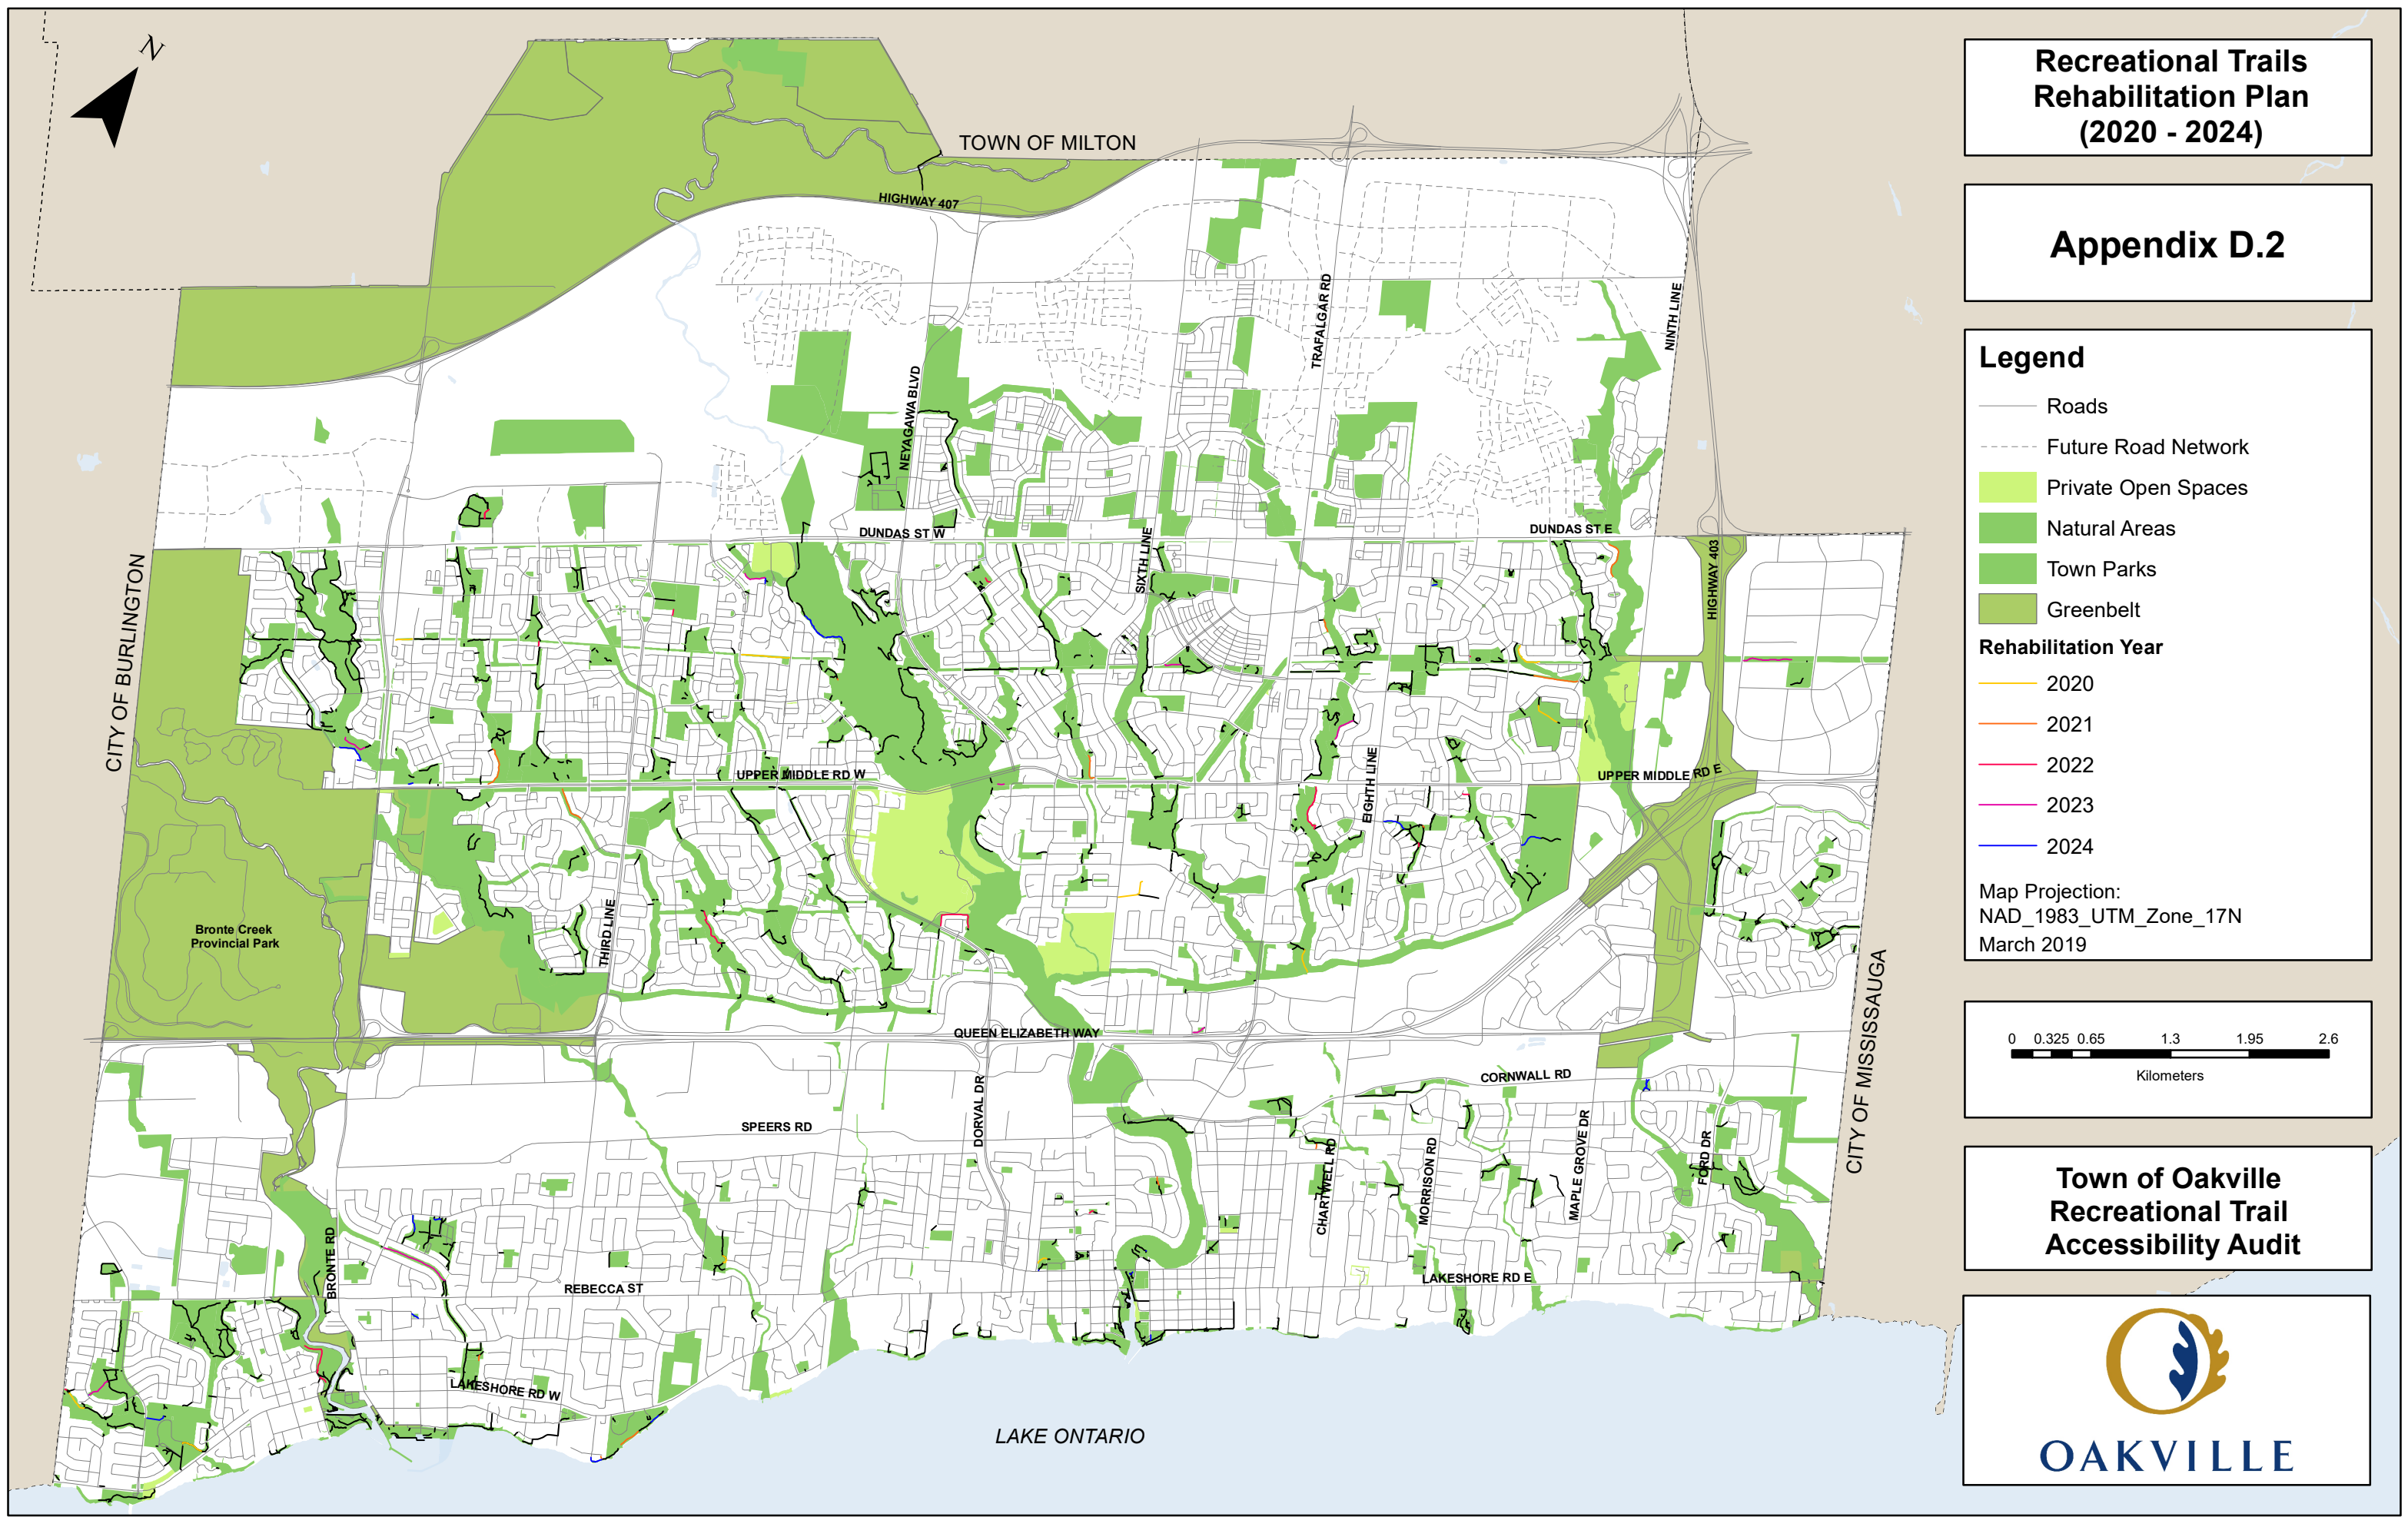 N
TOWN OF MILTON
HIGHWAY 407
TRAFALGAR RD
NINTH LINE
NEYAGAWA BLVD
DUNDAS ST W
SIXTH LINE
DUNDAS ST E
HIGHWAY 403
CITY OF BURLINGTON
UPPER MIDDLE RD W
EIGHTH LINE
UPPER MIDDLE RD E
Bronte Creek
Provincial Park
THIRD LINE
QUEEN ELIZABETH WAY
CITY OF MISSISSAUGA
CORNWALL RD
DORVAL DR
SPEERS RD
CHARTWELL RD
MORRISON RD
MAPLE GROVE DR
FORD DR
BRONTE RD
REBECCA ST
LAKESHORE RD E
LAKESHORE RD W
LAKE ONTARIO
Recreational Trails
Rehabilitation Plan
(2020 - 2024)
Appendix D.2
Legend
Roads
Future Road Network
Private Open Spaces
Natural Areas
Town Parks
Greenbelt
Rehabilitation Year
2020
2021
2022
2023
2024
Map Projection:
NAD_1983_UTM_Zone_17N
March 2019
0 0.325 0.65 1.3 1.95 2.6
Kilometers
Town of Oakville
Recreational Trail
Accessibility Audit
OAKVILLE